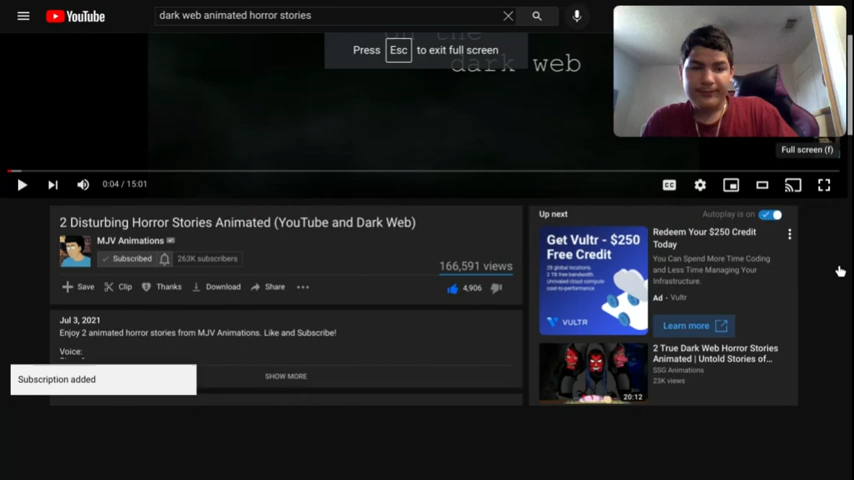 YouTube
dark web animated horror stories
Press Esc to exit full screen
dark web
Full screen (f)
0:04 / 15:01
CC
2 Disturbing Horror Stories Animated (YouTube and Dark Web)
MJV Animations
Subscribed
263K subscribers
166,591 views
Save
Clip
Thanks
Download
Share
4,906
Jul 3, 2021
Enjoy 2 animated horror stories from MJV Animations. Like and Subscribe!
Voice:
SHOW MORE
Subscription added
Up next
Autoplay is on
Get Vultr - $250
Free Credit
VULTR
Redeem Your $250 Credit
Today
You Can Spend More Time Coding
and Less Time Managing Your
Infrastructure.
Ad • Vultr
Learn more
2 True Dark Web Horror Stories
Animated | Untold Stories of...
SSG Animations
23K views
20:12